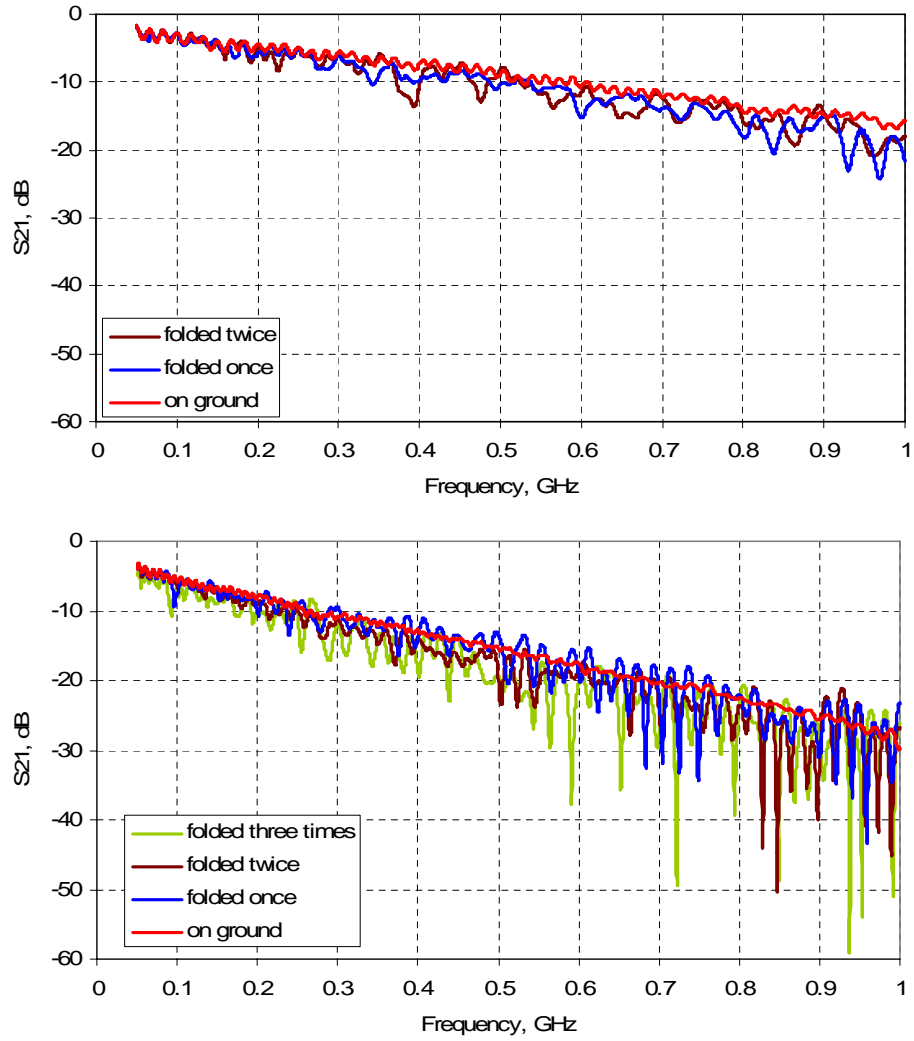 0
-10
-20
-30
-40
-50
-60
S21, dB
folded twice
folded once
on ground
0 0.1 0.2 0.3 0.4 0.5 0.6 0.7 0.8 0.9 1
Frequency, GHz
0
-10
-20
-30
-40
-50
-60
S21, dB
folded three times
folded twice
folded once
on ground
0 0.1 0.2 0.3 0.4 0.5 0.6 0.7 0.8 0.9 1
Frequency, GHz